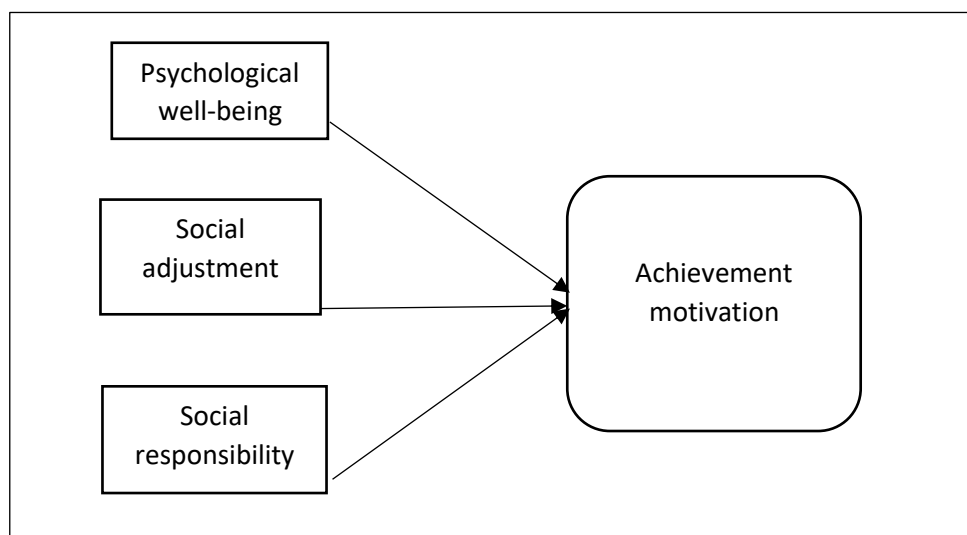 Psychological
well-being
Social
adjustment
Social
responsibility
Achievement
motivation